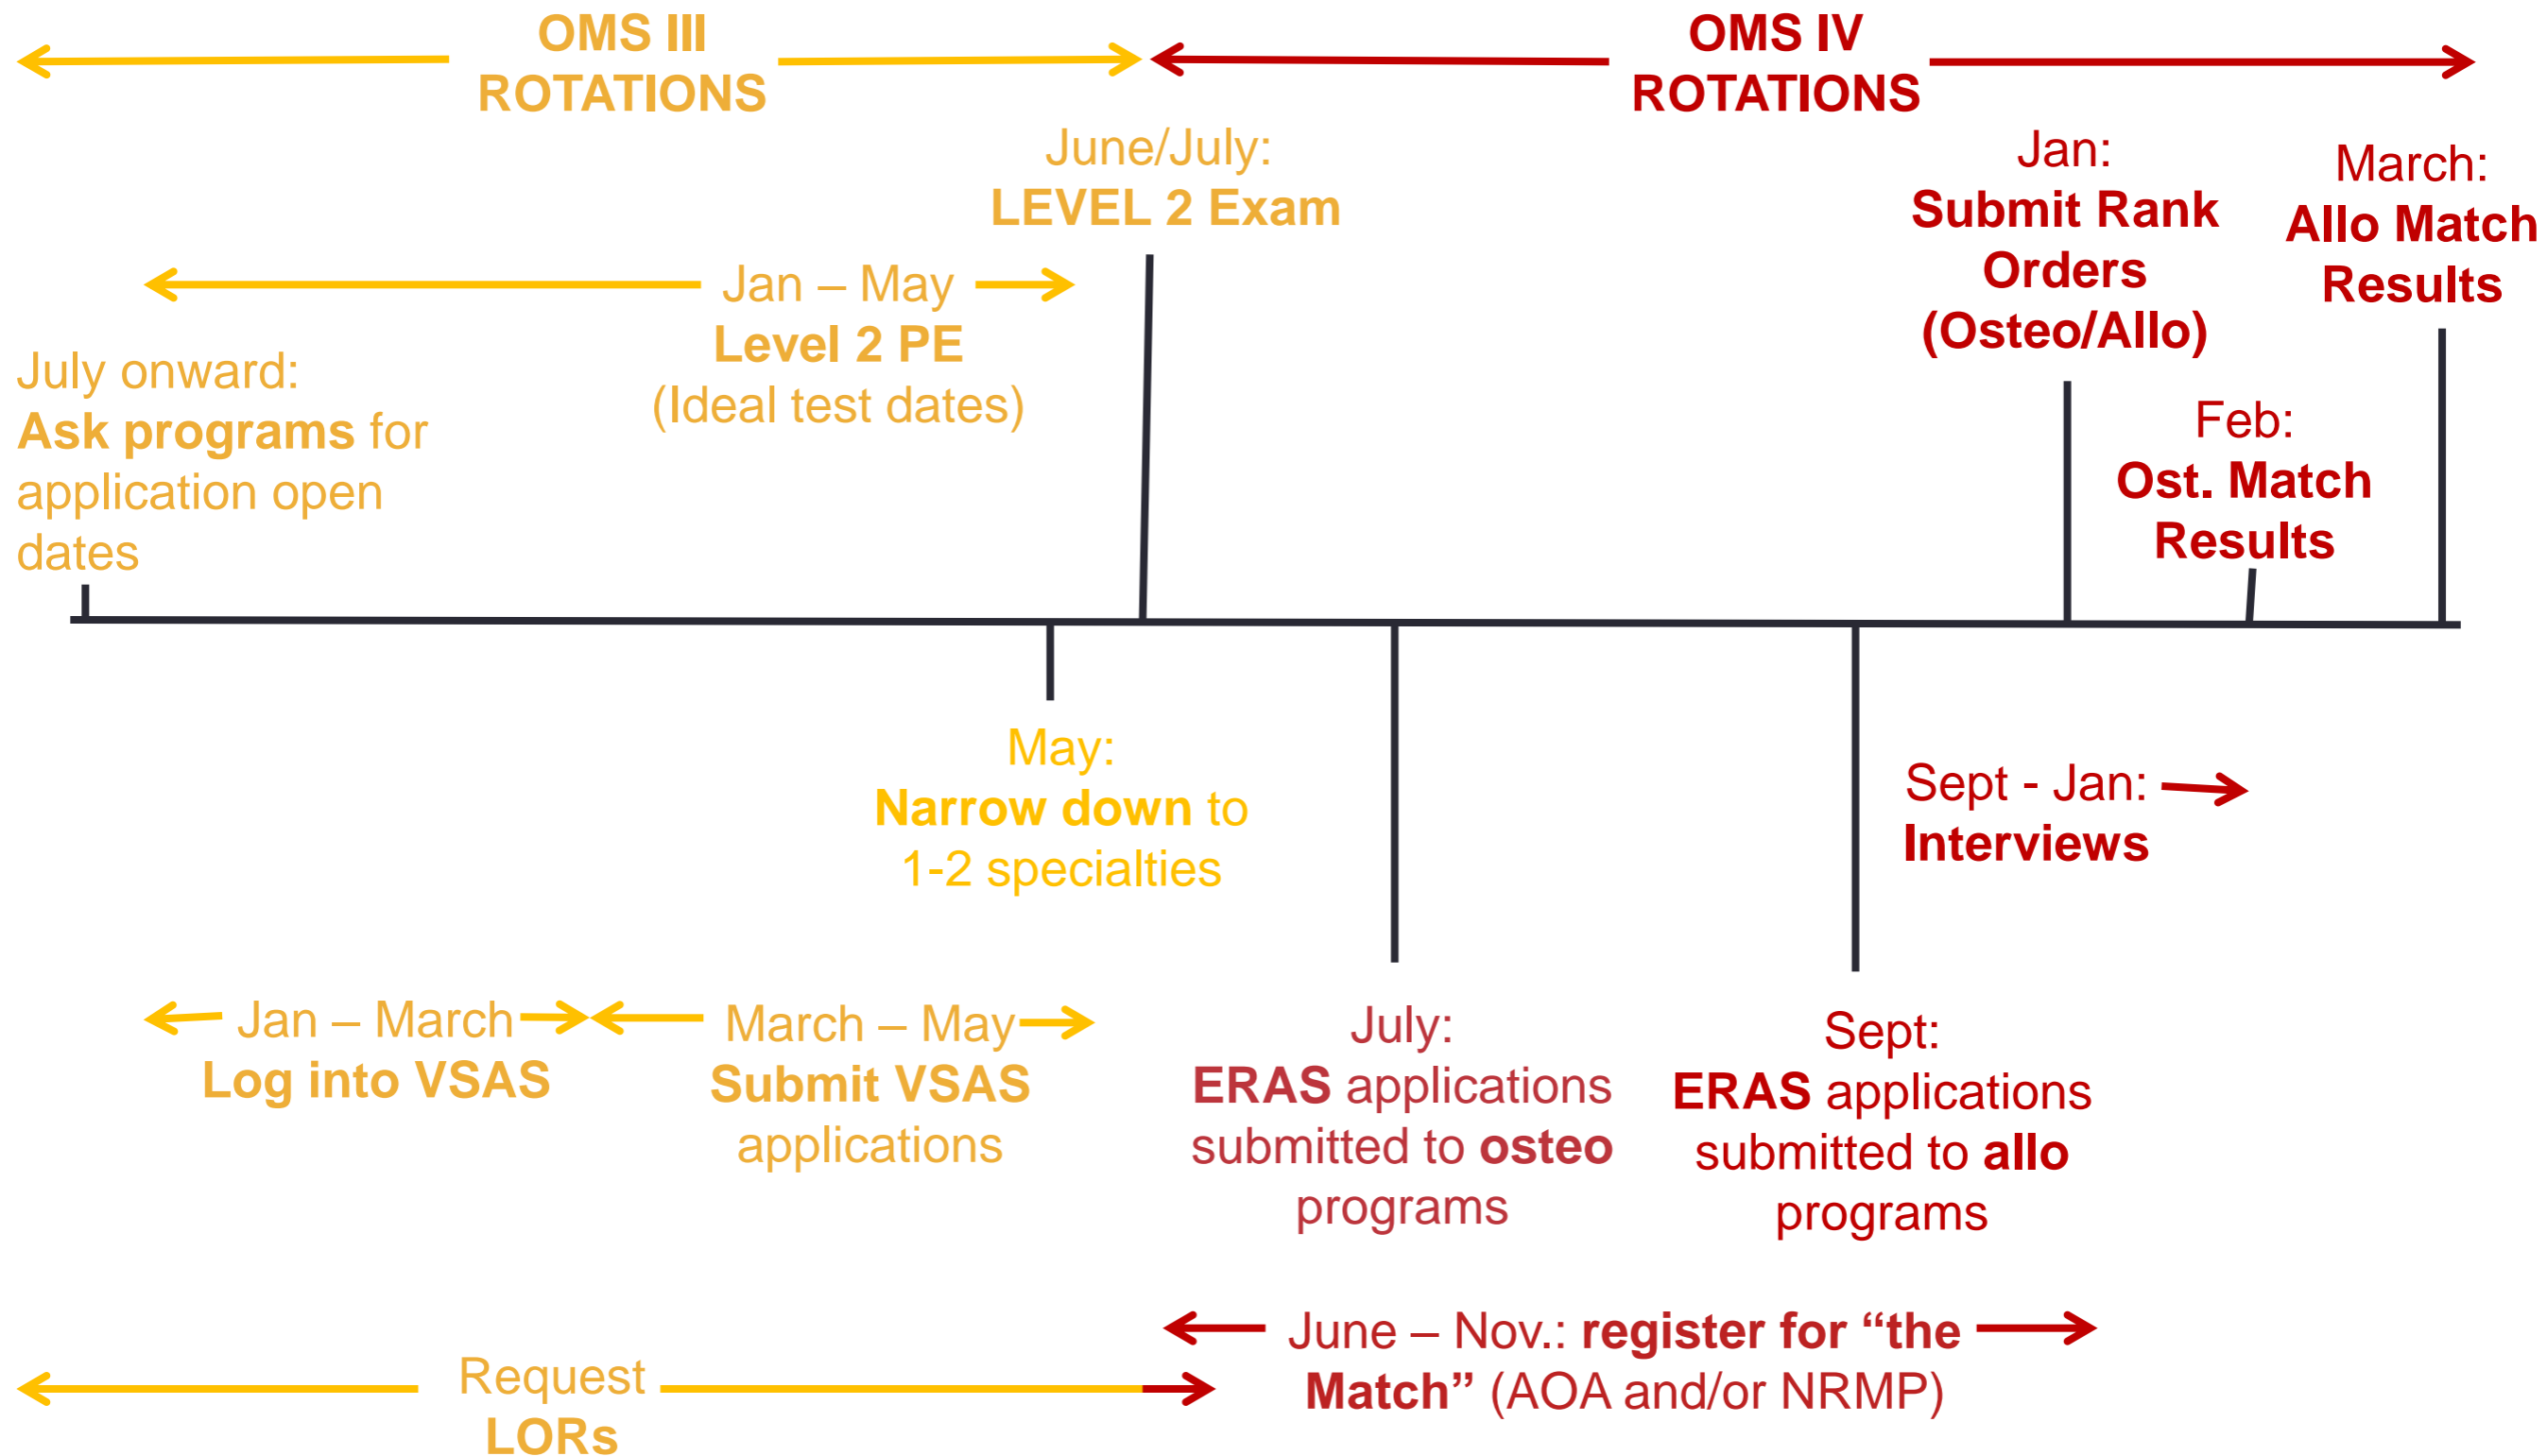 OMS III
ROTATIONS
OMS IV
ROTATIONS
June/July:
LEVEL 2 Exam
Jan:
Submit Rank
Orders
(Osteo/Allo)
March:
Allo Match
Results
Jan – May
Level 2 PE
(Ideal test dates)
July onward:
Ask programs for
application open
dates
Feb:
Ost. Match
Results
May:
Narrow down to
1-2 specialties
Sept - Jan:
Interviews
Jan – March
Log into VSAS
March – May
Submit VSAS
applications
July:
ERAS applications
submitted to osteo
programs
Sept:
ERAS applications
submitted to allo
programs
June – Nov.: register for “the
Match” (AOA and/or NRMP)
Request
LORs